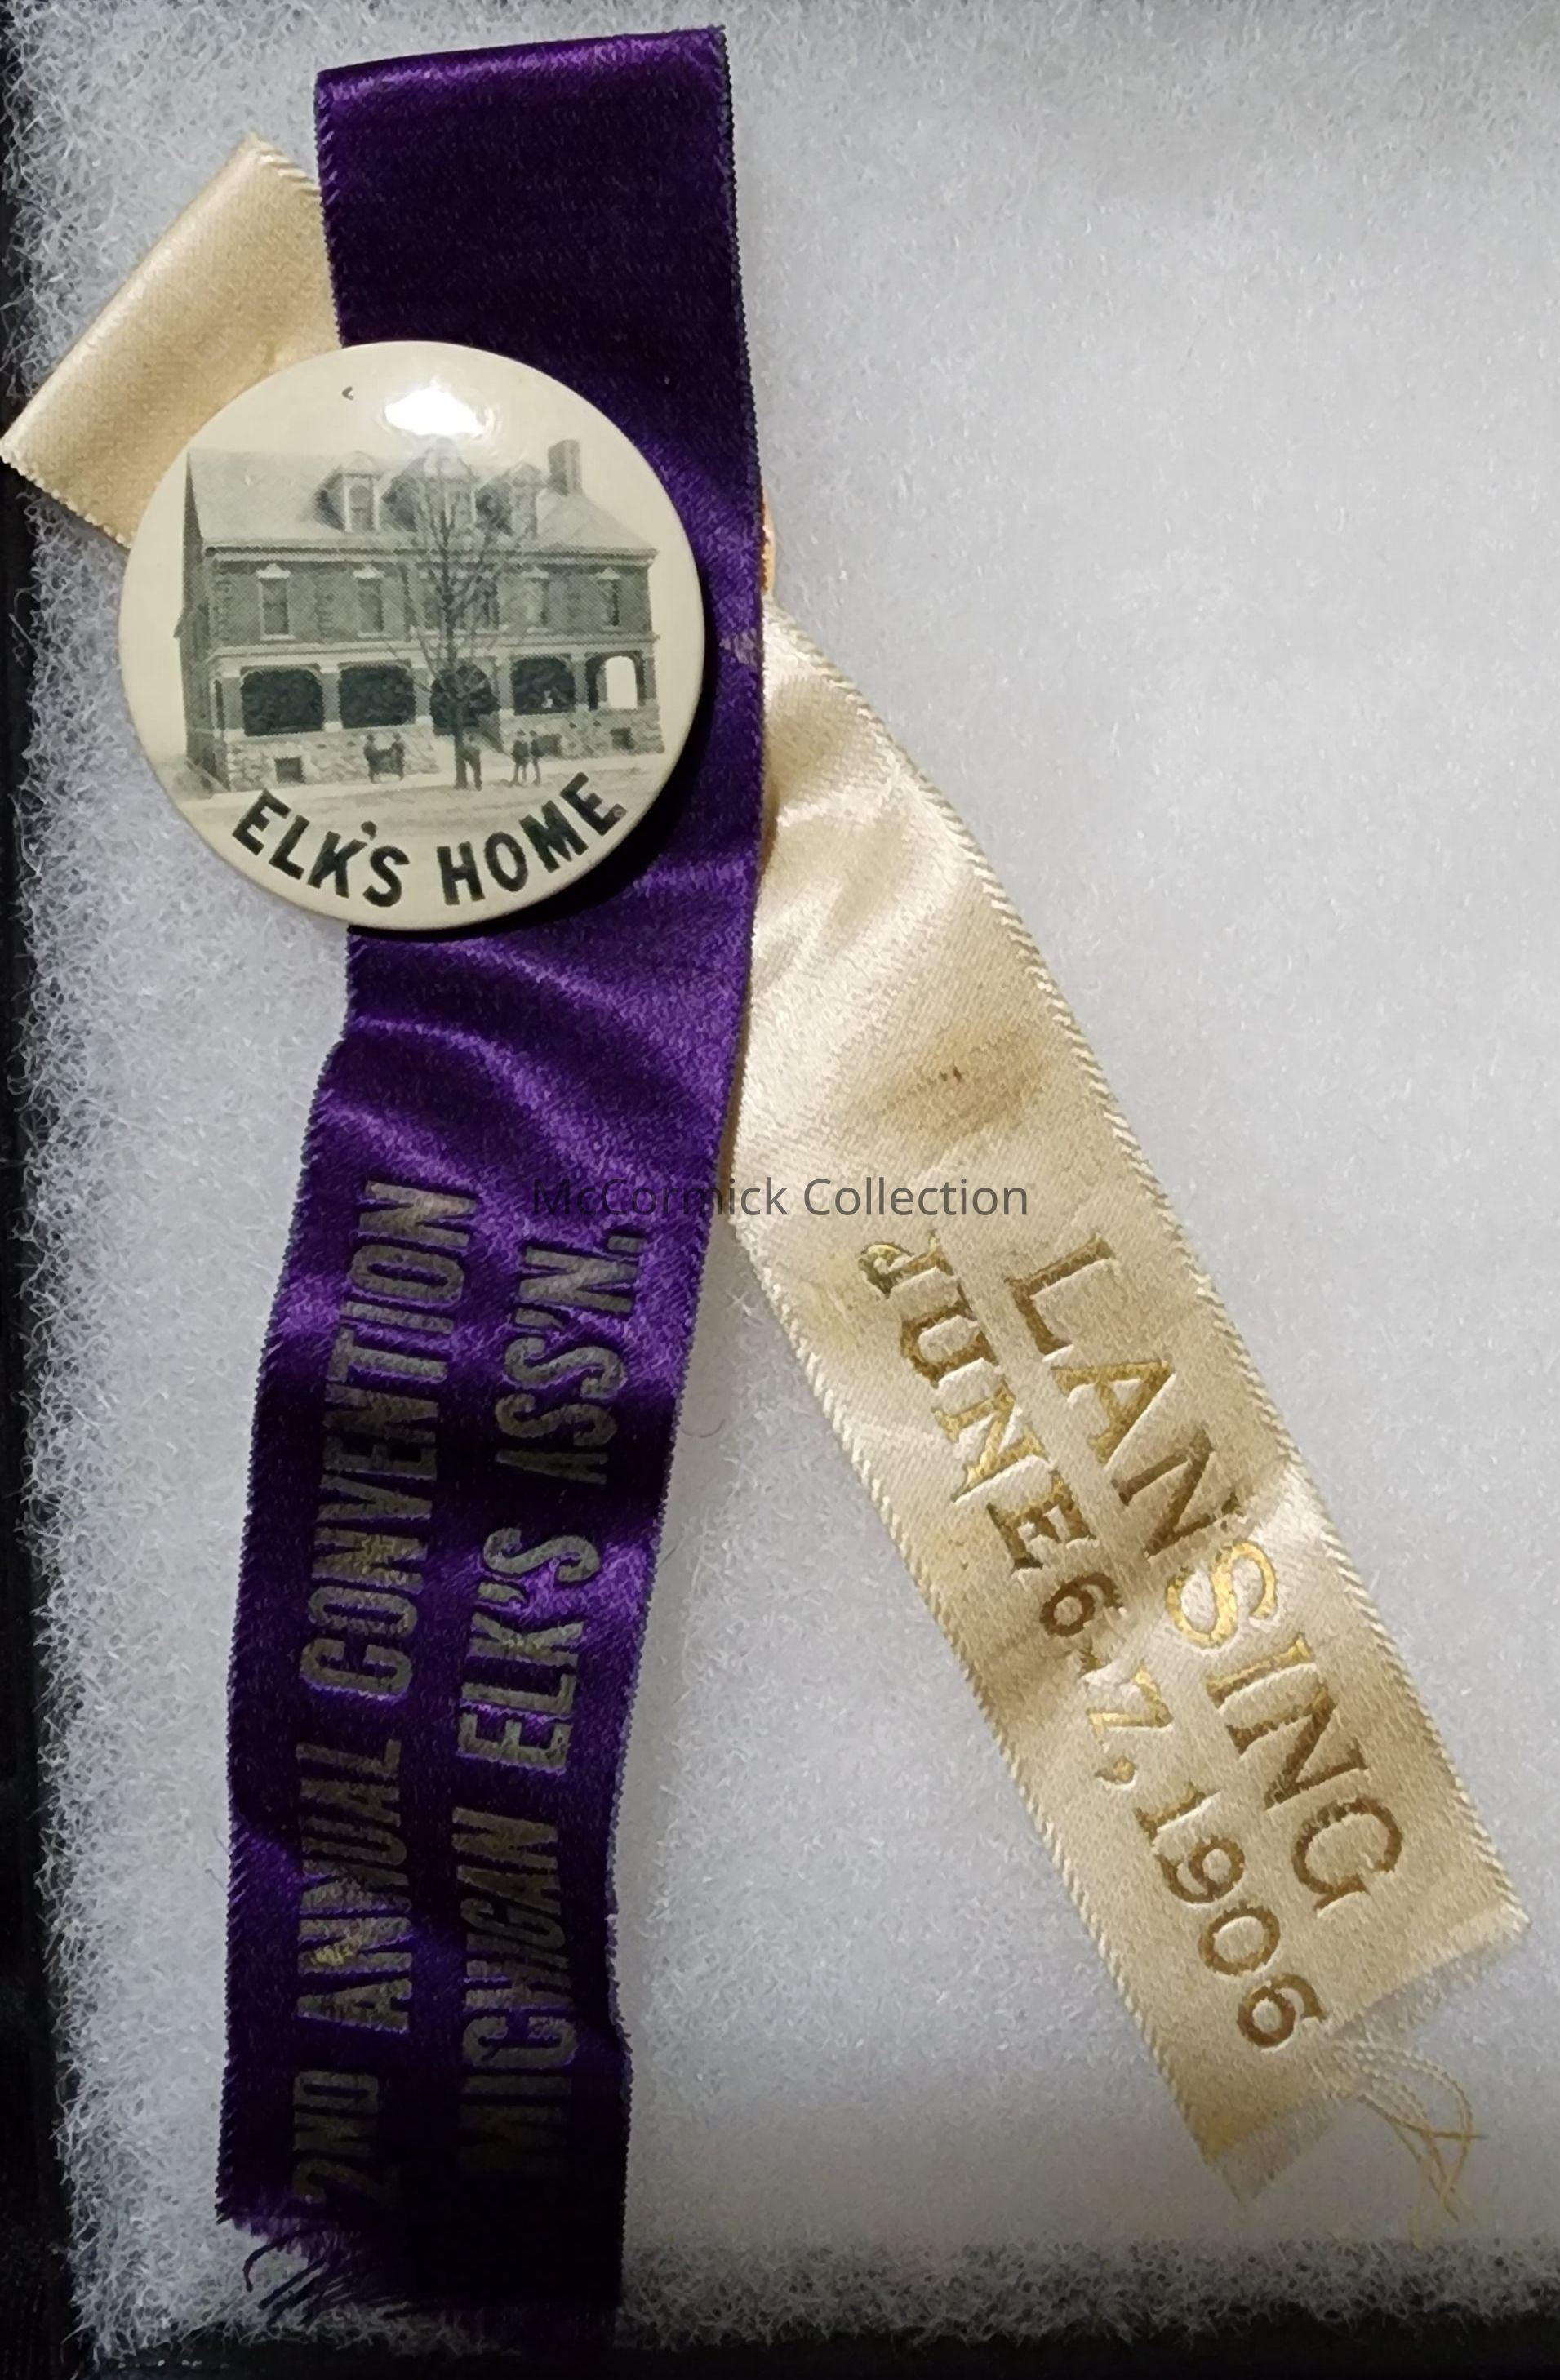 ELK'S HOME
2ND ANNUAL CONVENTION
MICHIGAN ELK'S ASS'N.
LANSING
JUNE 6-7, 1906
McCormick Collection